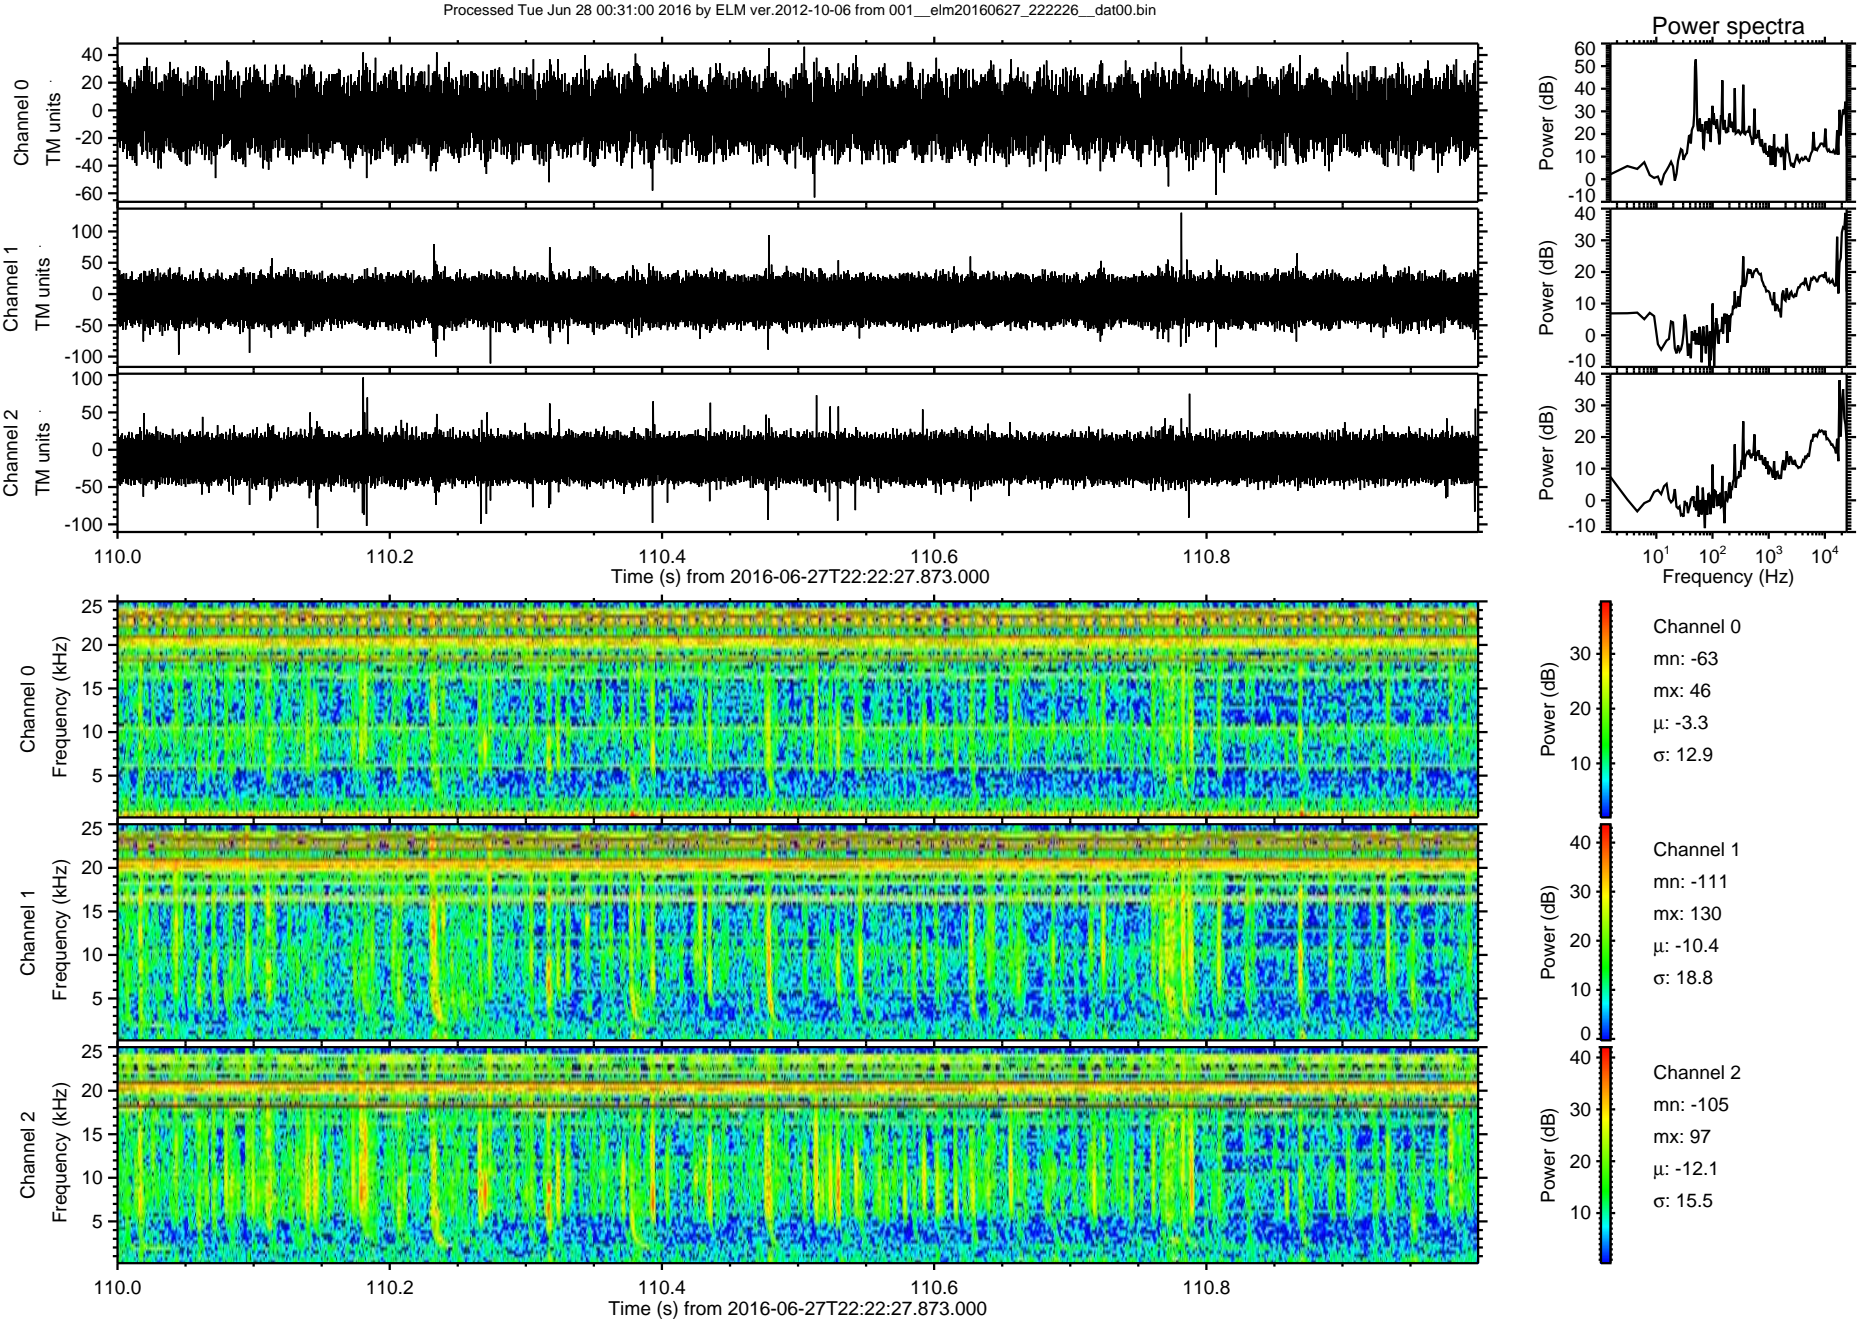 Processed Tue Jun 28 00:31:00 2016 by ELM ver.2012-10-06 from 001__elm20160627_222226__dat00.bin
Power spectra
Channel 0
TM units
40
20
0
-20
-40
-60
Power (dB)
60
50
40
30
20
10
0
-10
Channel 1
TM units
100
50
0
-50
-100
Power (dB)
40
30
20
10
0
-10
Channel 2
TM units
100
50
0
-50
-100
Power (dB)
40
30
20
10
0
-10
110.0 110.2 110.4 110.6 110.8
Time (s) from 2016-06-27T22:22:27.873.000
10¹ 10² 10³ 10⁴
Frequency (Hz)
Channel 0
Frequency (kHz)
25
20
15
10
5
Power (dB)
30
20
10
Channel 0
mn: -63
mx: 46
μ: -3.3
σ: 12.9
Channel 1
Frequency (kHz)
25
20
15
10
5
Power (dB)
40
30
20
10
0
Channel 1
mn: -111
mx: 130
μ: -10.4
σ: 18.8
Channel 2
Frequency (kHz)
25
20
15
10
5
Power (dB)
40
30
20
10
Channel 2
mn: -105
mx: 97
μ: -12.1
σ: 15.5
110.0 110.2 110.4 110.6 110.8
Time (s) from 2016-06-27T22:22:27.873.000